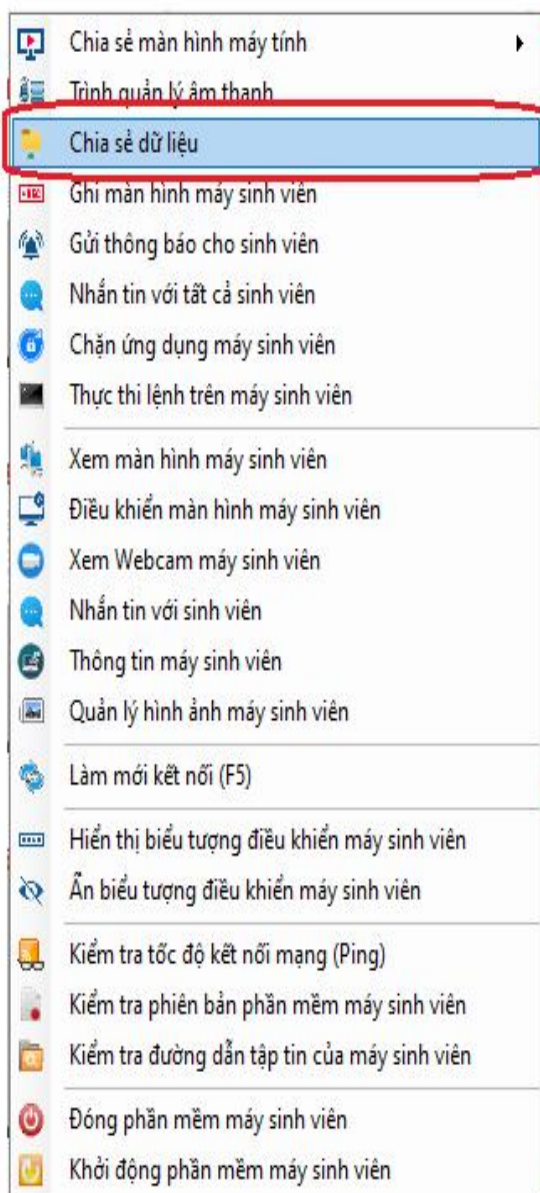 Chia sẻ màn hình máy tính
Trình quản lý âm thanh
Chia sẻ dữ liệu
Ghi màn hình máy sinh viên
Gửi thông báo cho sinh viên
Nhắn tin với tất cả sinh viên
Chặn ứng dụng máy sinh viên
Thực thi lệnh trên máy sinh viên
Xem màn hình máy sinh viên
Điều khiển màn hình máy sinh viên
Xem Webcam máy sinh viên
Nhắn tin với sinh viên
Thông tin máy sinh viên
Quản lý hình ảnh máy sinh viên
Làm mới kết nối (F5)
Hiển thị biểu tượng điều khiển máy sinh viên
Ẩn biểu tượng điều khiển máy sinh viên
Kiểm tra tốc độ kết nối mạng (Ping)
Kiểm tra phiên bản phần mềm máy sinh viên
Kiểm tra đường dẫn tập tin của máy sinh viên
Đóng phần mềm máy sinh viên
Khởi động phần mềm máy sinh viên